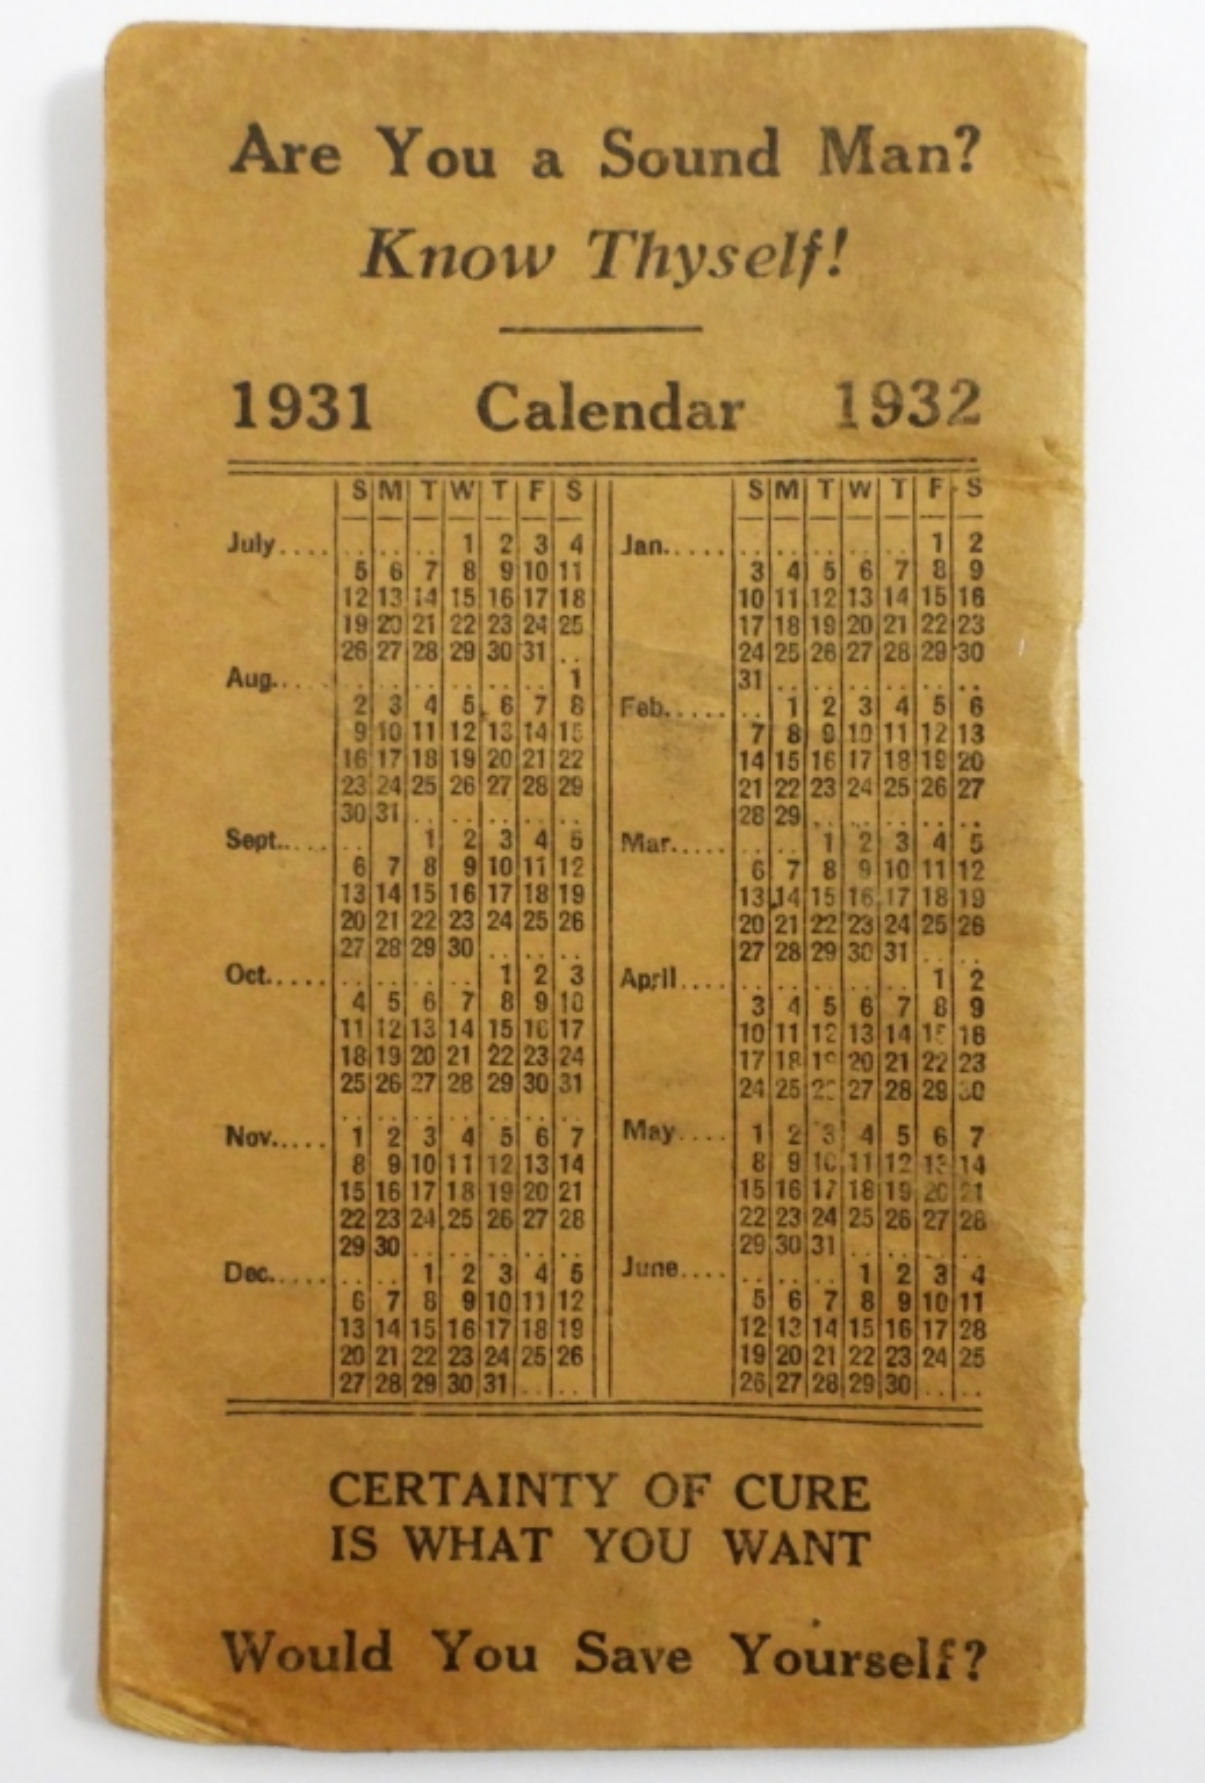 Are You a Sound Man?
Know Thyself!
1931 Calendar 1932
S M T W T F S
July.... . . . . . . 1 2 3 4
5 6 7 8 9 10 11
12 13 14 15 16 17 18
19 20 21 22 23 24 25
26 27 28 29 30 31 . .
Aug..... . . . . . . . . . . . . 1
2 3 4 5 6 7 8
9 10 11 12 13 14 15
16 17 18 19 20 21 22
23 24 25 26 27 28 29
30 31 . . . . . . . . . .
Sept..... . . . . 1 2 3 4 5
6 7 8 9 10 11 12
13 14 15 16 17 18 19
20 21 22 23 24 25 26
27 28 29 30 . . . . . .
Oct..... . . . . . . . . 1 2 3
4 5 6 7 8 9 10
11 12 13 14 15 16 17
18 19 20 21 22 23 24
25 26 27 28 29 30 31
. . . . . . . . . . . . . .
Nov..... 1 2 3 4 5 6 7
8 9 10 11 12 13 14
15 16 17 18 19 20 21
22 23 24 25 26 27 28
29 30 . . . . . . . . . .
Dec..... . . . . 1 2 3 4 5
6 7 8 9 10 11 12
13 14 15 16 17 18 19
20 21 22 23 24 25 26
27 28 29 30 31 . . . .
S M T W T F S
Jan..... . . . . . . . . . . 1 2
3 4 5 6 7 8 9
10 11 12 13 14 15 16
17 18 19 20 21 22 23
24 25 26 27 28 29 30
31 . . . . . . . . . . . .
Feb..... . . 1 2 3 4 5 6
7 8 9 10 11 12 13
14 15 16 17 18 19 20
21 22 23 24 25 26 27
28 29 . . . . . . . . . .
Mar..... . . . . 1 2 3 4 5
6 7 8 9 10 11 12
13 14 15 16 17 18 19
20 21 22 23 24 25 26
27 28 29 30 31 . . . .
April.... . . . . . . . . . . 1 2
3 4 5 6 7 8 9
10 11 12 13 14 15 16
17 18 19 20 21 22 23
24 25 27 28 29 30
May.... 1 2 3 4 5 6 7
8 9 10 11 12 13 14
15 16 17 18 19 20 21
22 23 24 25 26 27 28
29 30 31 . . . . . . . .
June.... . . . . . . 1 2 3 4
5 6 7 8 9 10 11
12 13 14 15 16 17 28
19 20 21 22 23 24 25
26 27 28 29 30 . . . .
CERTAINTY OF CURE
IS WHAT YOU WANT
Would You Save Yourself?